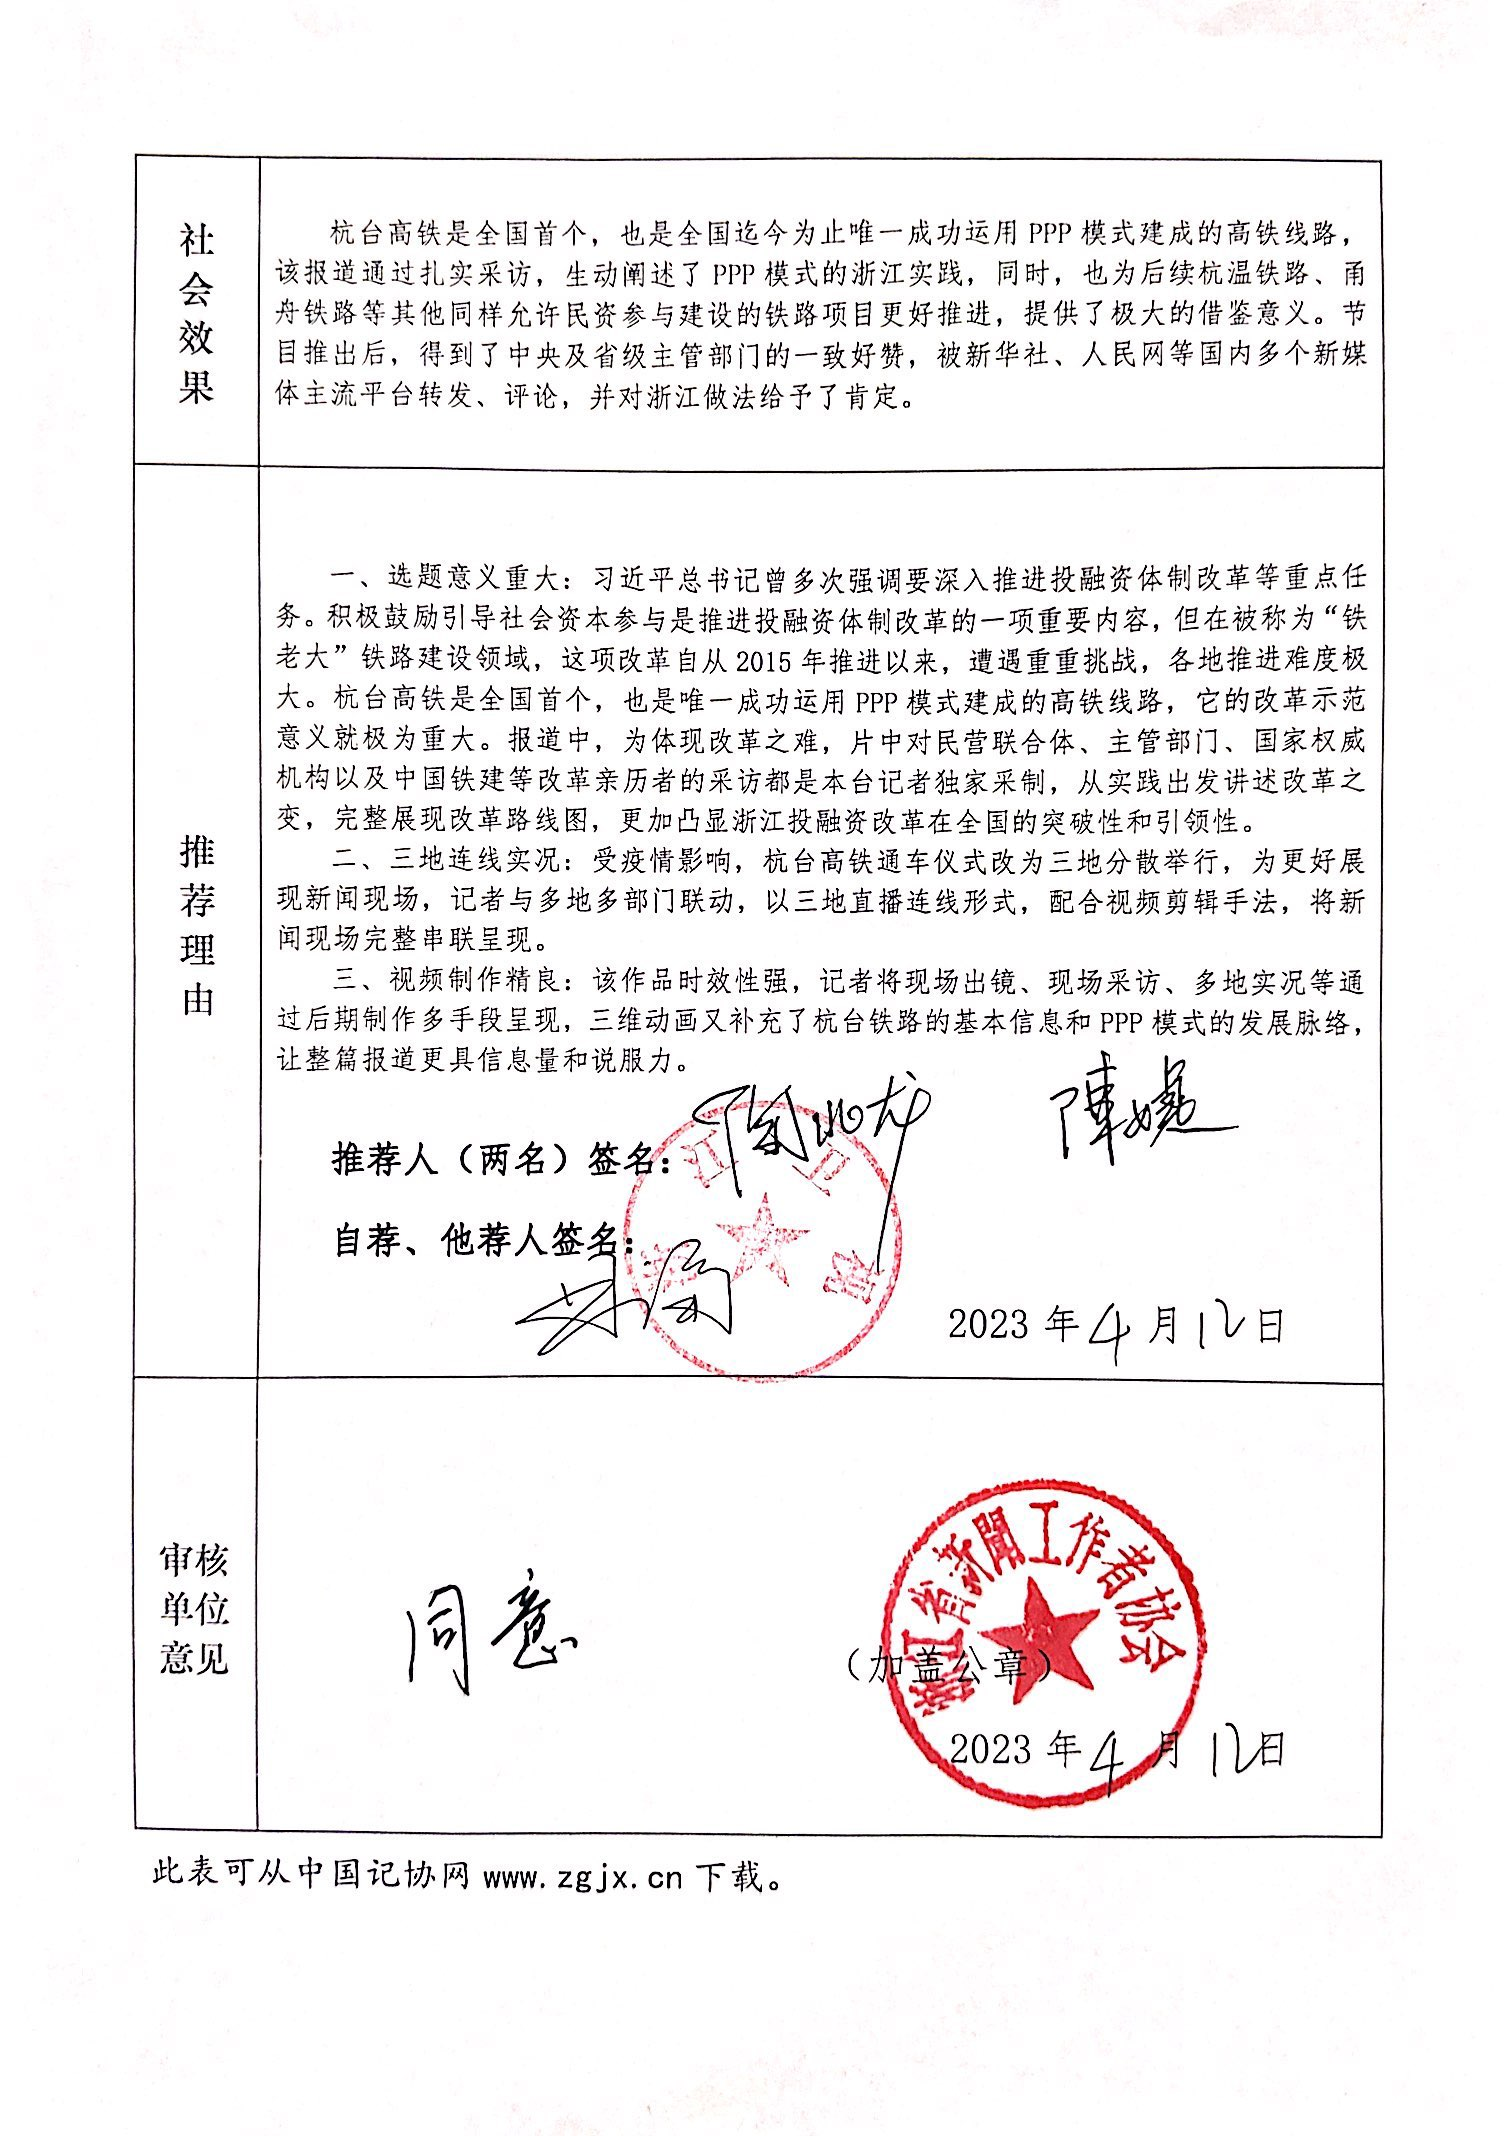 社会效果
杭台高铁是全国首个，也是全国迄今为止唯一成功运用 PPP 模式建成的高铁线路，
该报道通过扎实采访，生动阐述了 PPP 模式的浙江实践，同时，也为后续杭温铁路、甬
舟铁路等其他同样允许民资参与建设的铁路项目更好推进，提供了极大的借鉴意义。节
目推出后，得到了中央及省级主管部门的一致好赞，被新华社、人民网等国内多个新媒
体主流平台转发、评论，并对浙江做法给予了肯定。
推荐理由
一、选题意义重大：习近平总书记曾多次强调要深入推进投融资体制改革等重点任
务。积极鼓励引导社会资本参与是推进投融资体制改革的一项重要内容，但在被称为“铁
老大”铁路建设领域，这项改革自从 2015 年推进以来，遭遇重重挑战，各地推进难度极
大。杭台高铁是全国首个，也是唯一成功运用 PPP 模式建成的高铁线路，它的改革示范
意义就极为重大。报道中，为体现改革之难，片中对民营联合体、主管部门、国家权威
机构以及中国铁建等改革亲历者的采访都是本台记者独家采制，从实践出发讲述改革之
变，完整展现改革路线图，更加凸显浙江投融资改革在全国的突破性和引领性。
二、三地连线实况：受疫情影响，杭台高铁通车仪式改为三地分散举行，为更好展
现新闻现场，记者与多地多部门联动，以三地直播连线形式，配合视频剪辑手法，将新
闻现场完整串联呈现。
三、视频制作精良：该作品时效性强，记者将现场出镜、现场采访、多地实况等通
过后期制作多手段呈现，三维动画又补充了杭台铁路的基本信息和 PPP 模式的发展脉络，
让整篇报道更具信息量和说服力。
推荐人（两名）签名：
自荐、他荐人签名：
江卫
2023 年 4 月 12 日
审核
单位
意见
同意
浙江省新闻工作者协会
（加盖公章）
2023 年 4 月 12 日
此表可从中国记协网 www.zgjx.cn 下载。